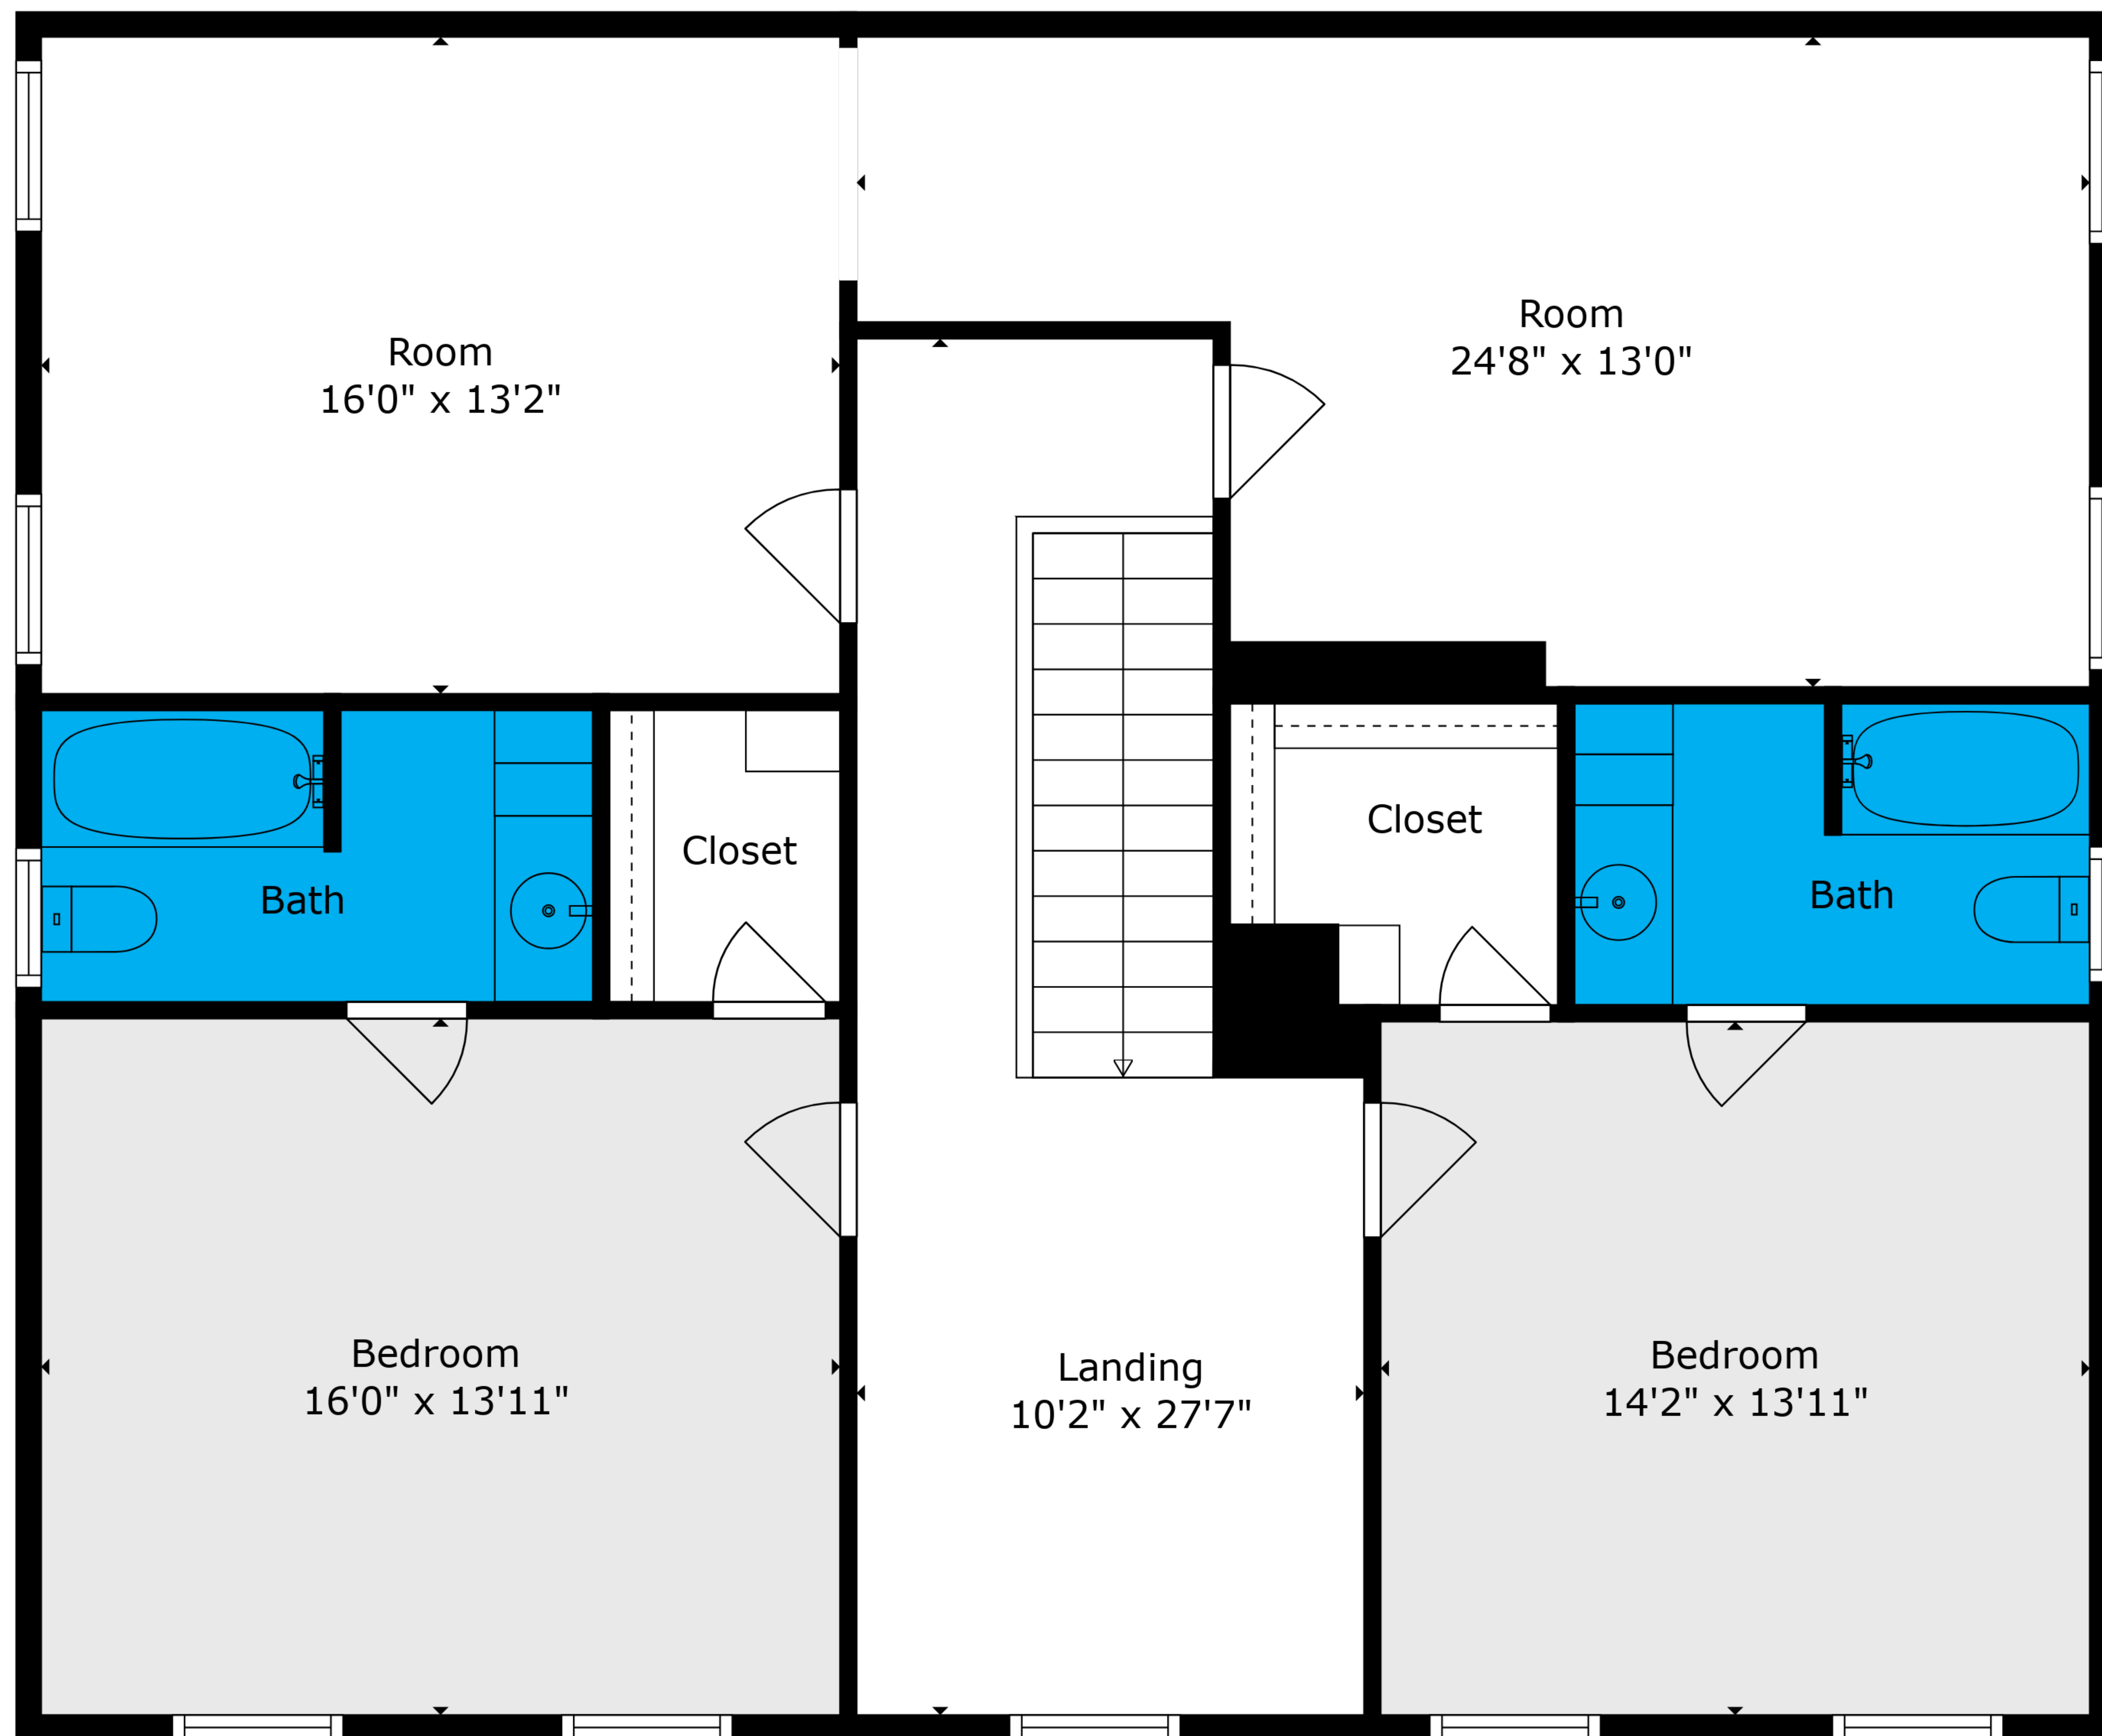 Room
16'0" x 13'2"
Room
24'8" x 13'0"
Closet
Closet
Bath
Bath
Bedroom
16'0" x 13'11"
Landing
10'2" x 27'7"
Bedroom
14'2" x 13'11"